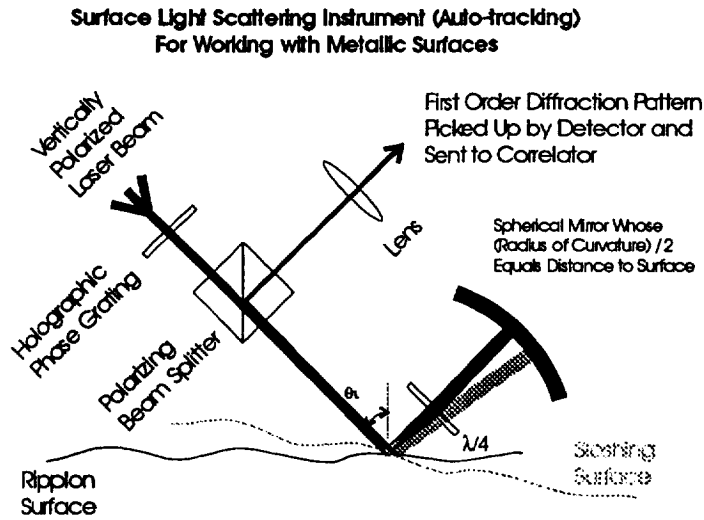 Surface Light Scattering Instrument (Auto-tracking)
For Working with Metallic Surfaces
Vertically
Polarized
Laser Beam
First Order Diffraction Pattern
Picked Up by Detector and
Sent to Correlator
Lens
Spherical Mirror Whose
(Radius of Curvature) /2
Equals Distance to Surface
Holographic
Phase Grating
Polarizing
Beam Splitter
θι
λ/4
Sloshing
Surface
Ripplon
Surface